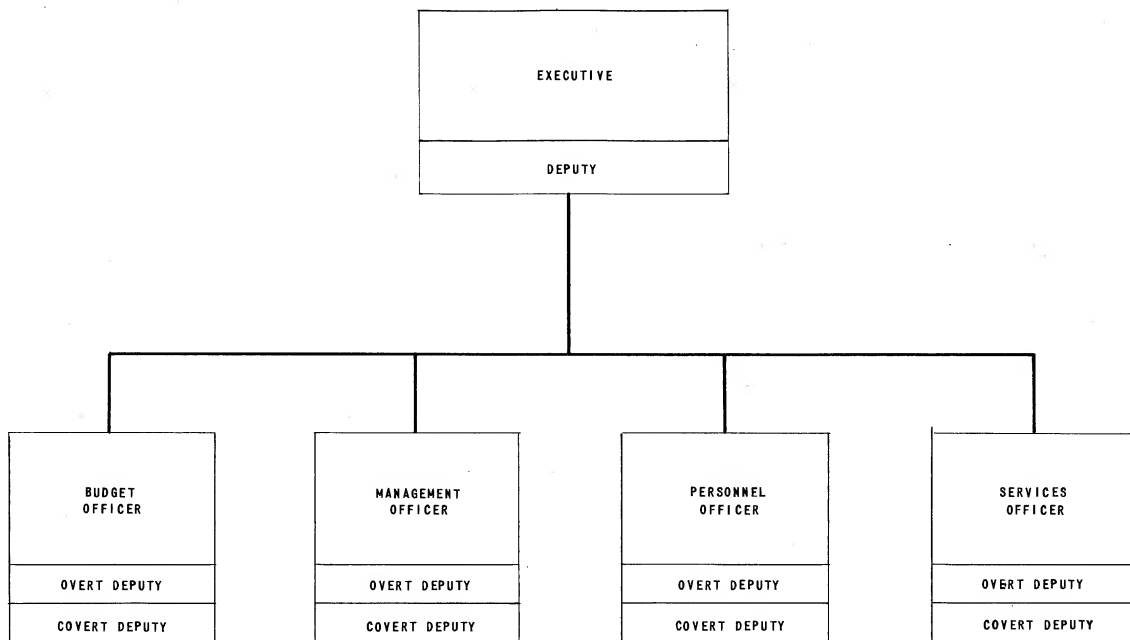 EXECUTIVE
DEPUTY
BUDGET
OFFICER
OVERT DEPUTY
COVERT DEPUTY
MANAGEMENT
OFFICER
OVERT DEPUTY
COVERT DEPUTY
PERSONNEL
OFFICER
OVERT DEPUTY
COVERT DEPUTY
SERVICES
OFFICER
OVERT DEPUTY
COVERT DEPUTY